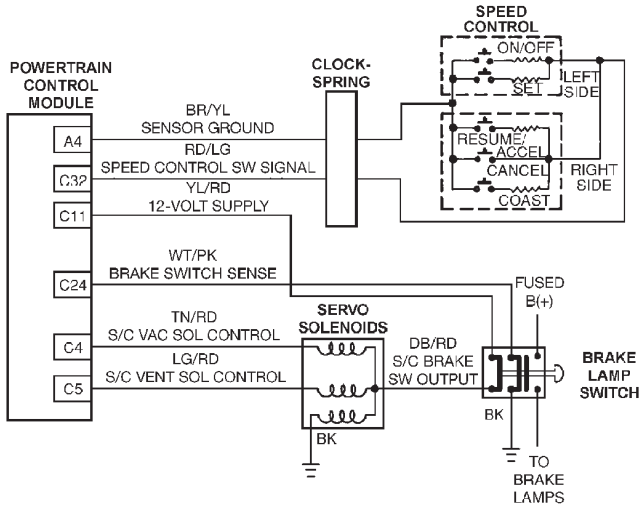 SPEED
CONTROL
ON/OFF
SET
LEFT
SIDE
CLOCK-
SPRING
POWERTRAIN
CONTROL
MODULE
BR/YL
A4
SENSOR GROUND
RD/LG
C32
SPEED CONTROL SW SIGNAL
YL/RD
C11
12-VOLT SUPPLY
RESUME/
ACCEL
CANCEL
COAST
RIGHT
SIDE
WT/PK
C24
BRAKE SWITCH SENSE
FUSED
B(+)
TN/RD
C4
S/C VAC SOL CONTROL
LG/RD
C5
S/C VENT SOL CONTROL
SERVO
SOLENOIDS
BK
DB/RD
S/C BRAKE
SW OUTPUT
BRAKE
LAMP
SWITCH
BK
TO
BRAKE
LAMPS